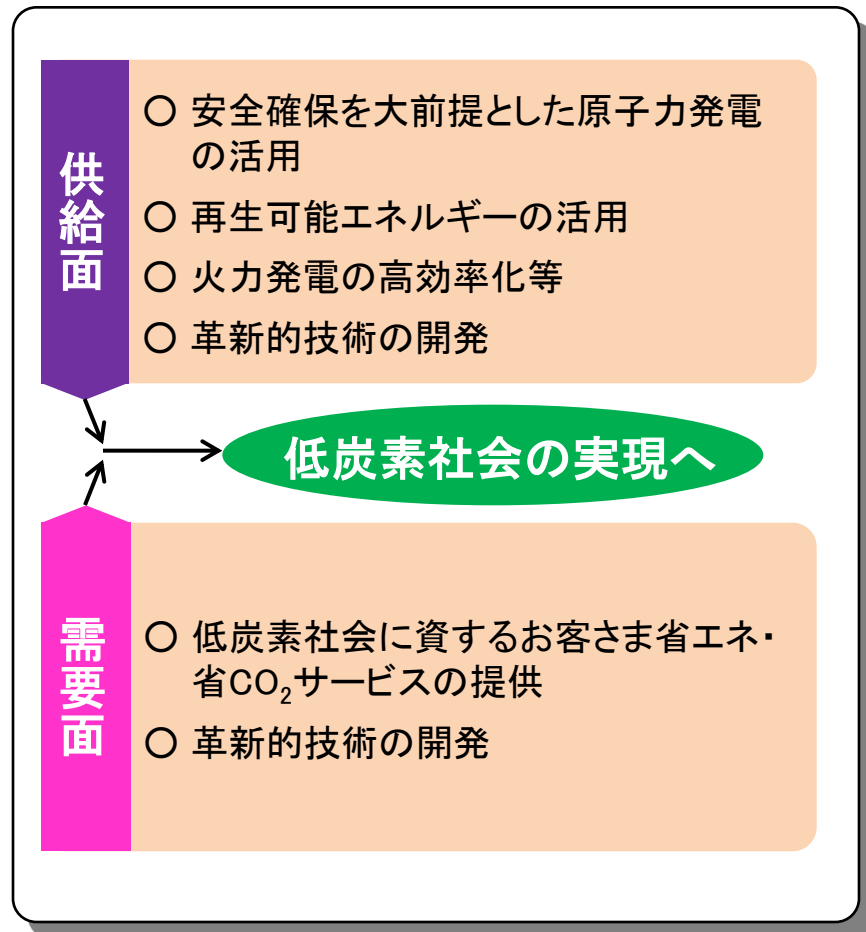 供給面
○ 安全確保を大前提とした原子力発電
の活用
○ 再生可能エネルギーの活用
○ 火力発電の高効率化等
○ 革新的技術の開発
低炭素社会の実現へ
需要面
○ 低炭素社会に資するお客さま省エネ・
省CO₂サービスの提供
○ 革新的技術の開発